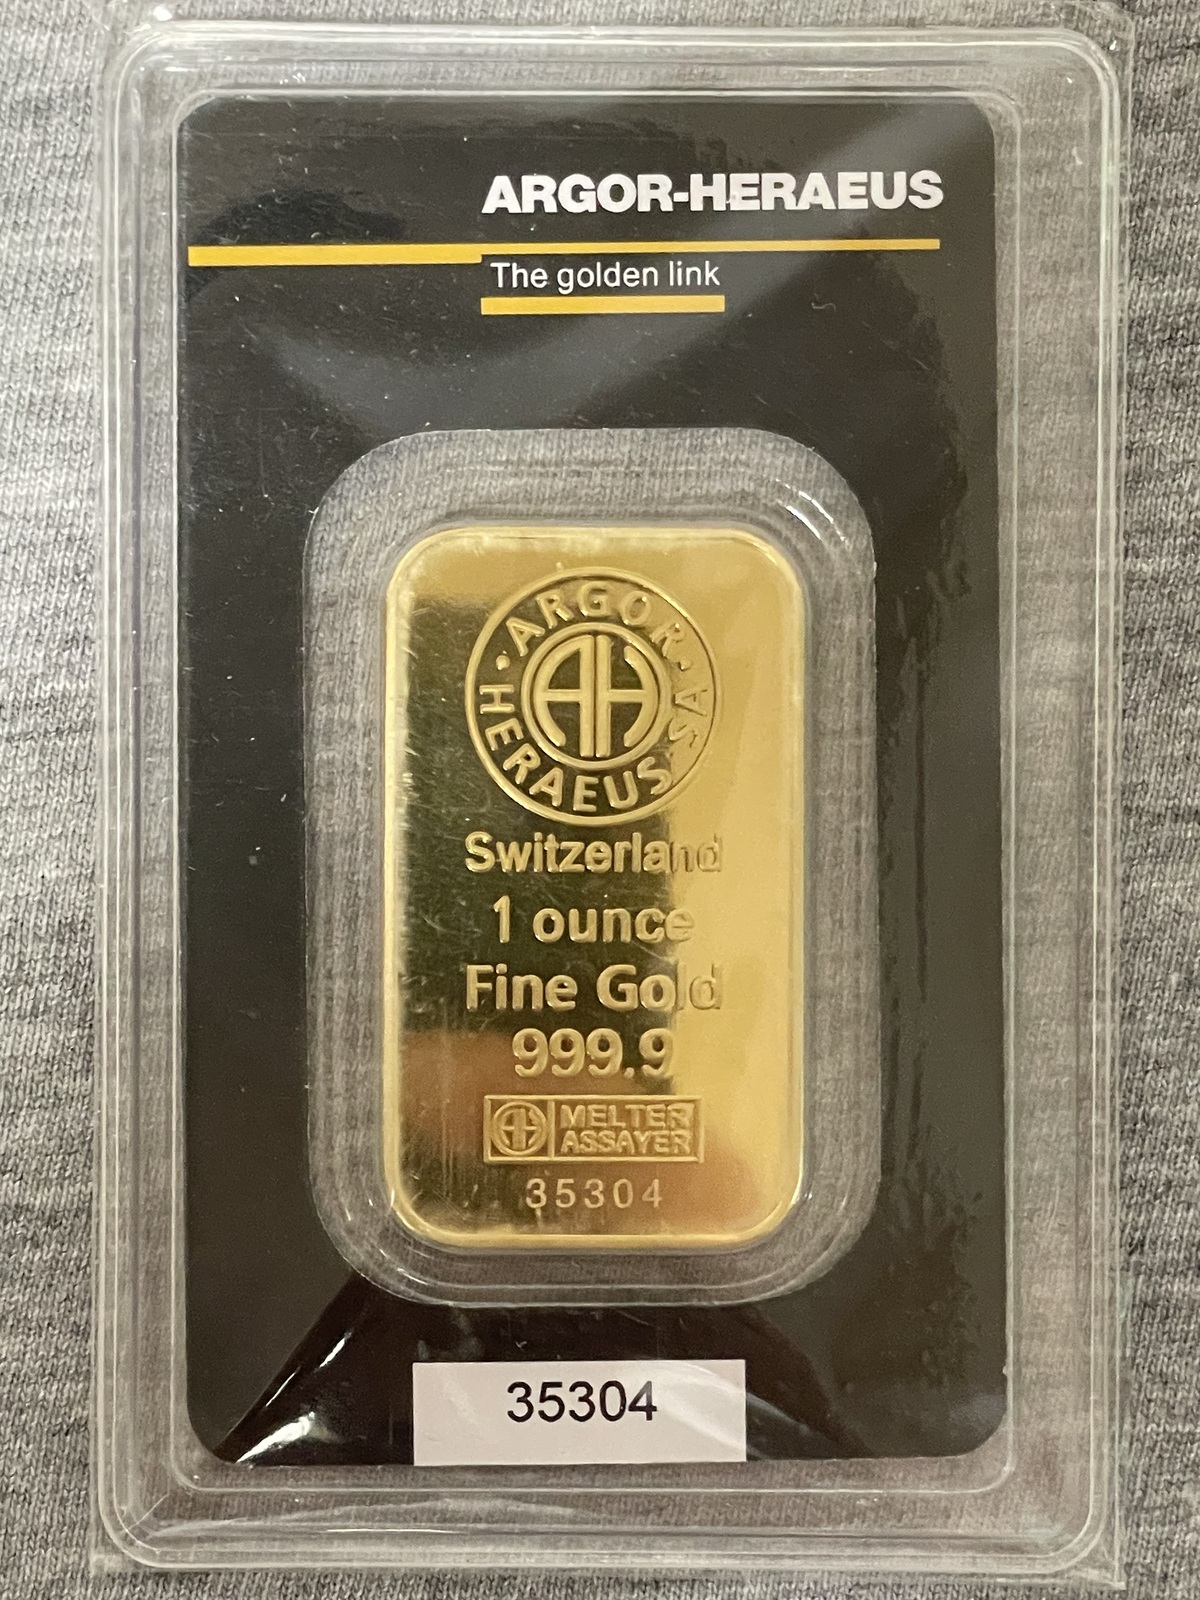 ARGOR-HERAEUS
The golden link
· ARGOR · HERAEUS SA
AH
Switzerland
1 ounce
Fine Gold
999.9
AH MELTER
ASSAYER
35304
35304